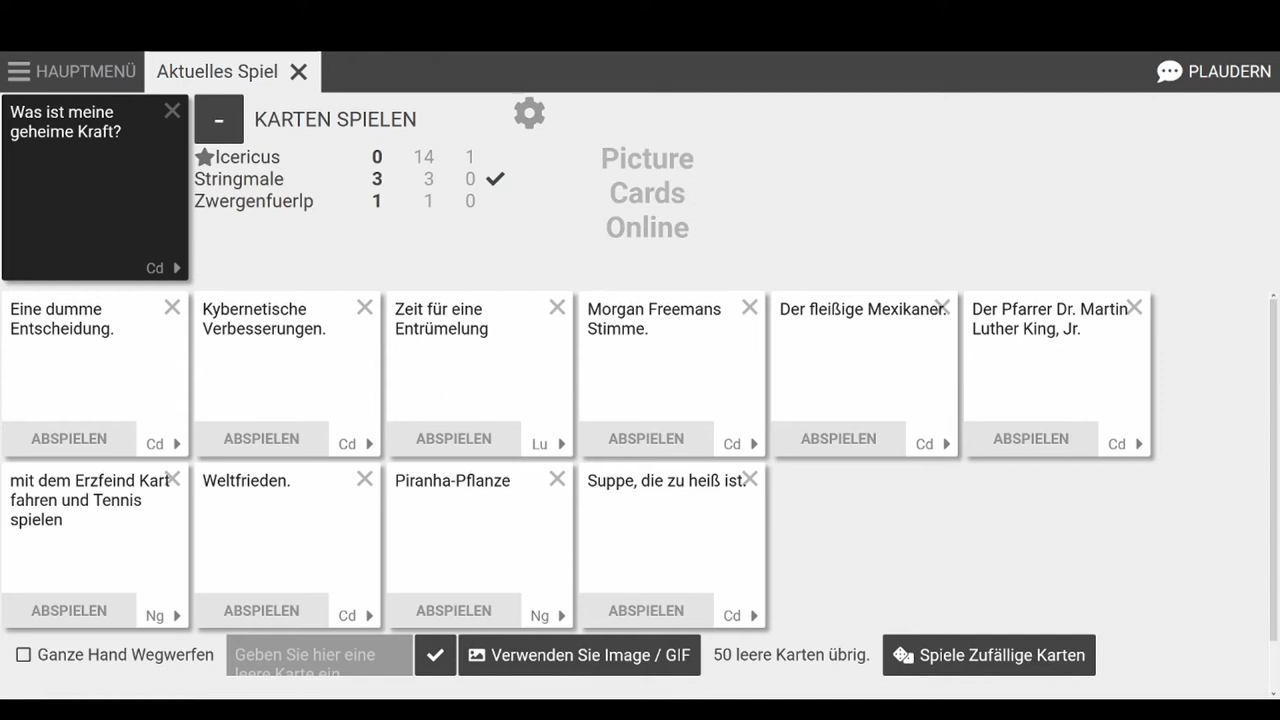 HAUPTMENÜ
Aktuelles Spiel
PLAUDERN
Was ist meine
geheime Kraft?
Cd
-
KARTEN SPIELEN
Icericus 0 14 1
Stringmale 3 3 0
Zwergenfuerlp 1 1 0
Picture
Cards
Online
Eine dumme
Entscheidung.
ABSPIELEN
Cd
Kybernetische
Verbesserungen.
ABSPIELEN
Cd
Zeit für eine
Entrümelung
ABSPIELEN
Lu
Morgan Freemans
Stimme.
ABSPIELEN
Cd
Der fleißige Mexikaner.
ABSPIELEN
Cd
Der Pfarrer Dr. Martin
Luther King, Jr.
ABSPIELEN
Cd
mit dem Erzfeind Kart
fahren und Tennis
spielen
ABSPIELEN
Ng
Weltfrieden.
ABSPIELEN
Cd
Piranha-Pflanze
ABSPIELEN
Ng
Suppe, die zu heiß ist.
ABSPIELEN
Cd
Ganze Hand Wegwerfen
Geben Sie hier eine
leere Karte ein
Verwenden Sie Image / GIF
50 leere Karten übrig.
Spiele Zufällige Karten